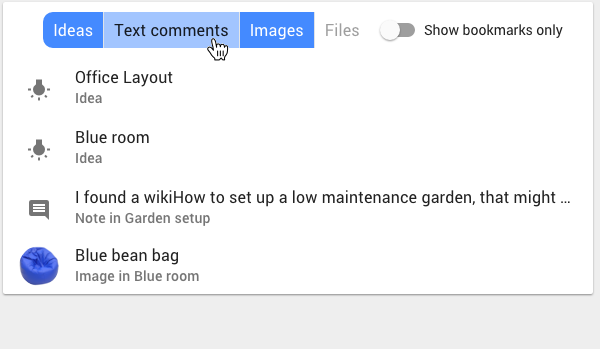 Ideas Text comments Images Files Show bookmarks only
Office Layout
Idea
Blue room
Idea
I found a wikiHow to set up a low maintenance garden, that might ...
Note in Garden setup
Blue bean bag
Image in Blue room